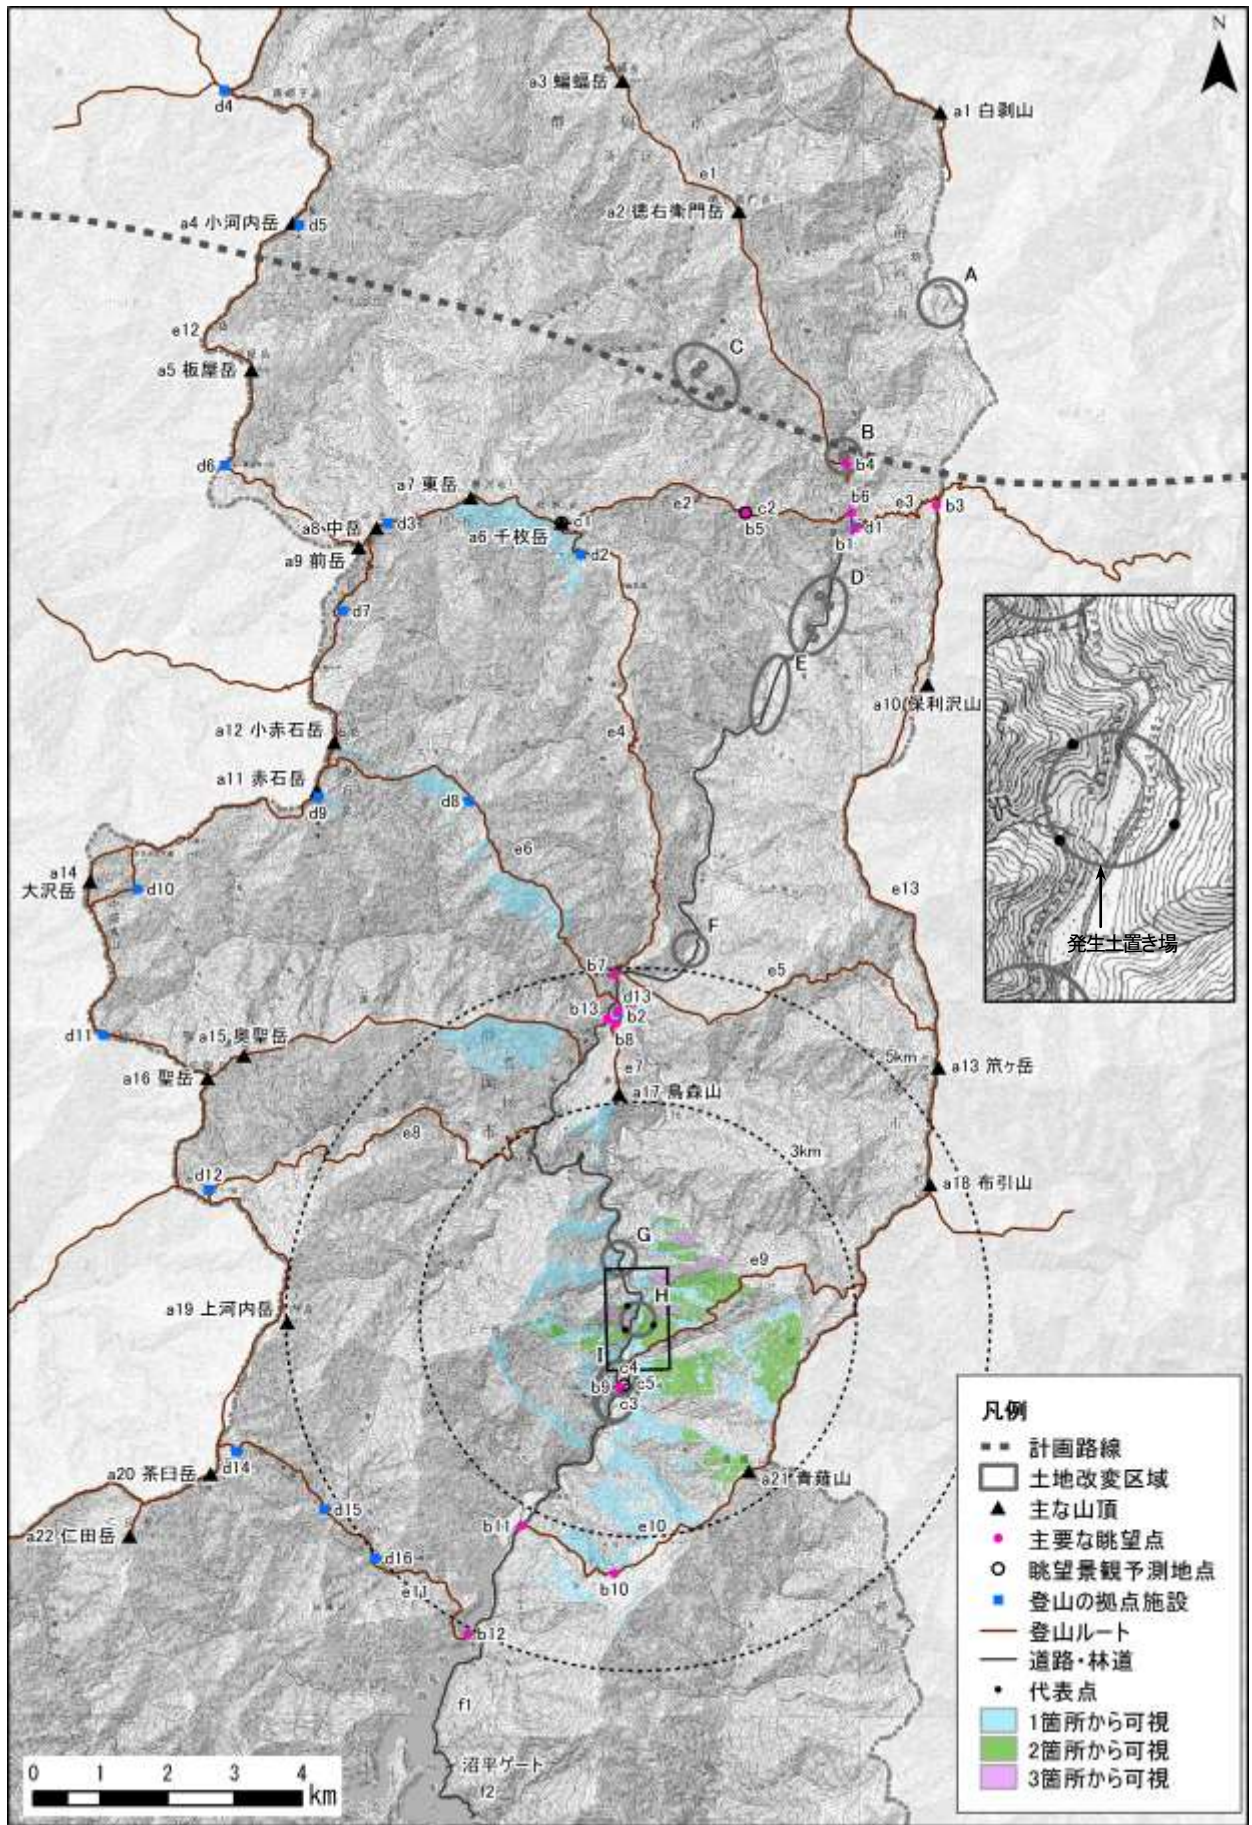 N
a3 蝙蝠岳
a1 白剥山
d4
e1
a2 徳右衛門岳
a4 小河内岳
d5
A
e12
C
a5 板屋岳
B
b4
d6
a7 東岳
e2
c2
b5
b6
e3
b3
a8 中岳
d3
a6 千枚岳
c1
b1
d1
a9 前岳
d2
D
d7
E
a10 保利沢山
a12 小赤石岳
e4
a11 赤石岳
d9
d8
e6
a14
大沢岳
d10
e13
発生土置き場
F
b7
e5
d13
b13
b2
b8
d11
a15 奥聖岳
e7
5km
a13 笊ヶ岳
a16 聖岳
a17 鳥森山
e8
3km
d12
a18 布引山
G
e9
H
a19 上河内岳
I
c4
b9
c5
c3
d14
a20 茶臼岳
a21 青薙山
d15
b11
e10
a22 仁田岳
d16
e11
b10
b12
f1
沼平ゲート
f2
凡例
計画路線
土地改変区域
主な山頂
主要な眺望点
眺望景観予測地点
登山の拠点施設
登山ルート
道路・林道
代表点
1箇所から可視
2箇所から可視
3箇所から可視
0 1 2 3 4
km